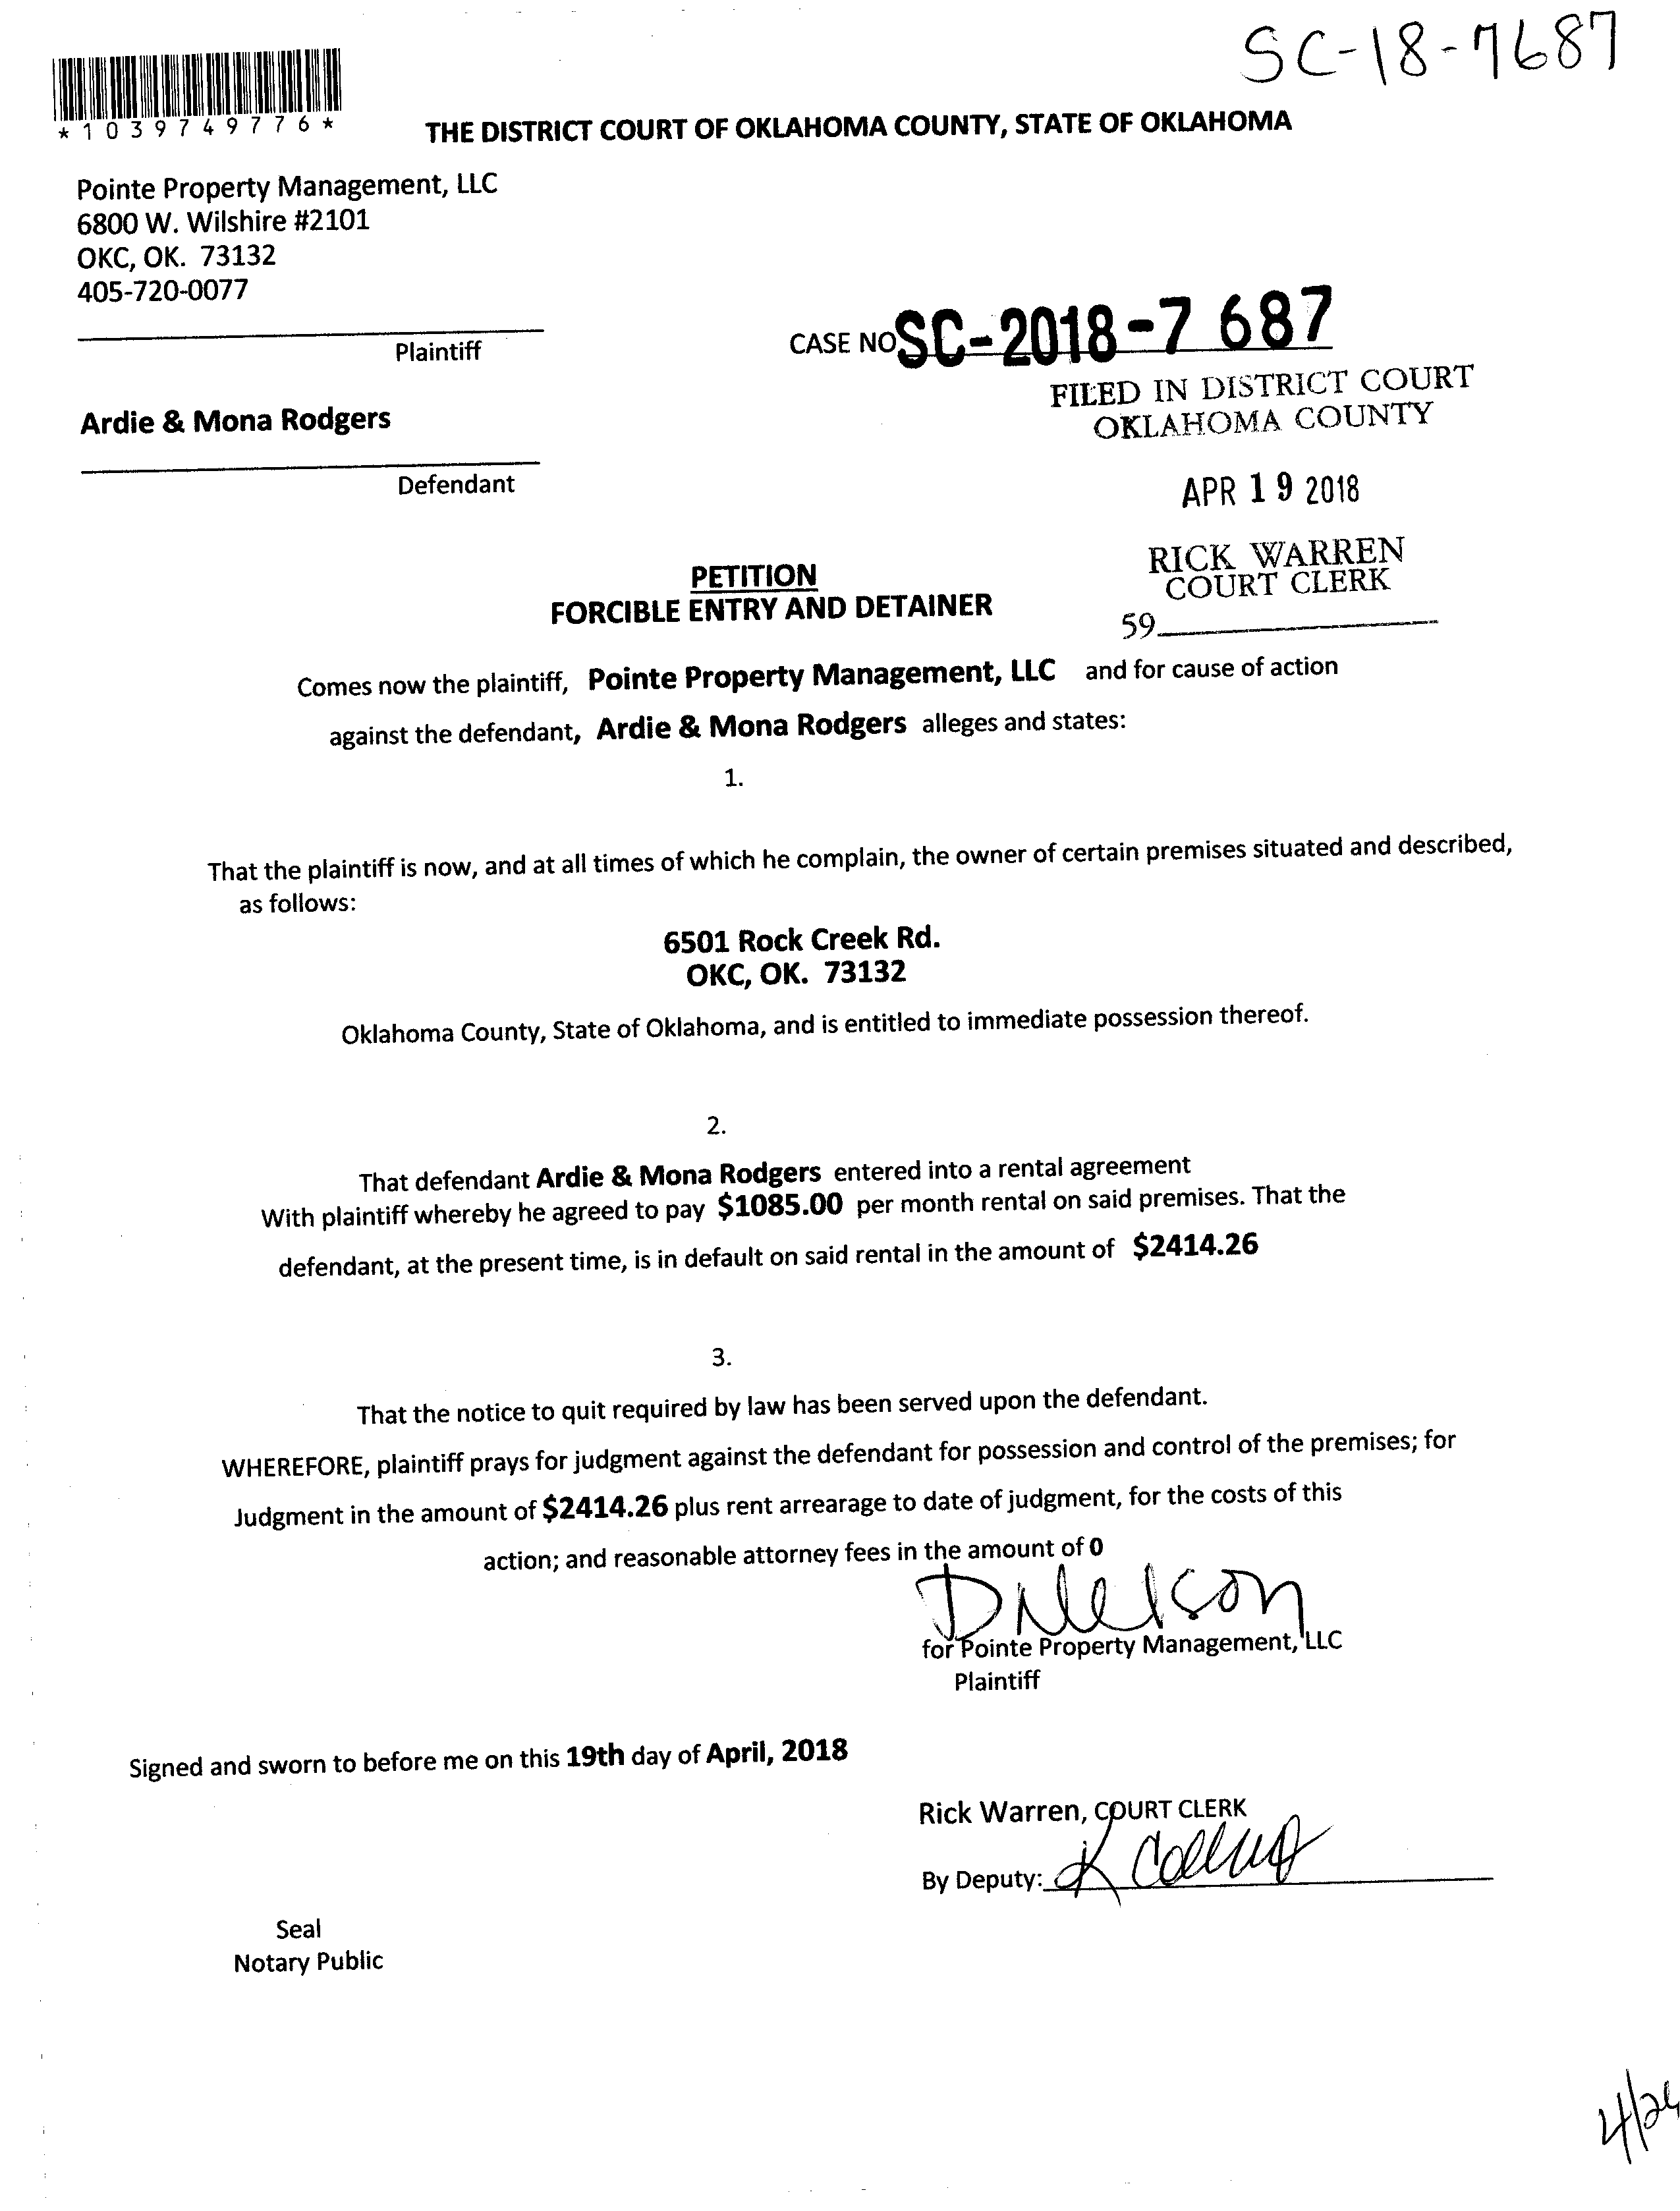 SC-18-7687
*1039749776*
THE DISTRICT COURT OF OKLAHOMA COUNTY, STATE OF OKLAHOMA
Pointe Property Management, LLC
6800 W. Wilshire #2101
OKC, OK. 73132
405-720-0077
Plaintiff
CASE NO SC-2018-7 687
FILED IN DISTRICT COURT
OKLAHOMA COUNTY
Ardie & Mona Rodgers
Defendant
APR 19 2018
RICK WARREN
COURT CLERK
59
PETITION
FORCIBLE ENTRY AND DETAINER
Comes now the plaintiff, Pointe Property Management, LLC and for cause of action
against the defendant, Ardie & Mona Rodgers alleges and states:
1.
That the plaintiff is now, and at all times of which he complain, the owner of certain premises situated and described,
as follows:
6501 Rock Creek Rd.
OKC, OK. 73132
Oklahoma County, State of Oklahoma, and is entitled to immediate possession thereof.
2.
That defendant Ardie & Mona Rodgers entered into a rental agreement
With plaintiff whereby he agreed to pay $1085.00 per month rental on said premises. That the
defendant, at the present time, is in default on said rental in the amount of $2414.26
3.
That the notice to quit required by law has been served upon the defendant.
WHEREFORE, plaintiff prays for judgment against the defendant for possession and control of the premises; for
Judgment in the amount of $2414.26 plus rent arrearage to date of judgment, for the costs of this
action; and reasonable attorney fees in the amount of 0
D Nelson
for Pointe Property Management, LLC
Plaintiff
Signed and sworn to before me on this 19th day of April, 2018
Rick Warren, COURT CLERK
By Deputy: K
Seal
Notary Public